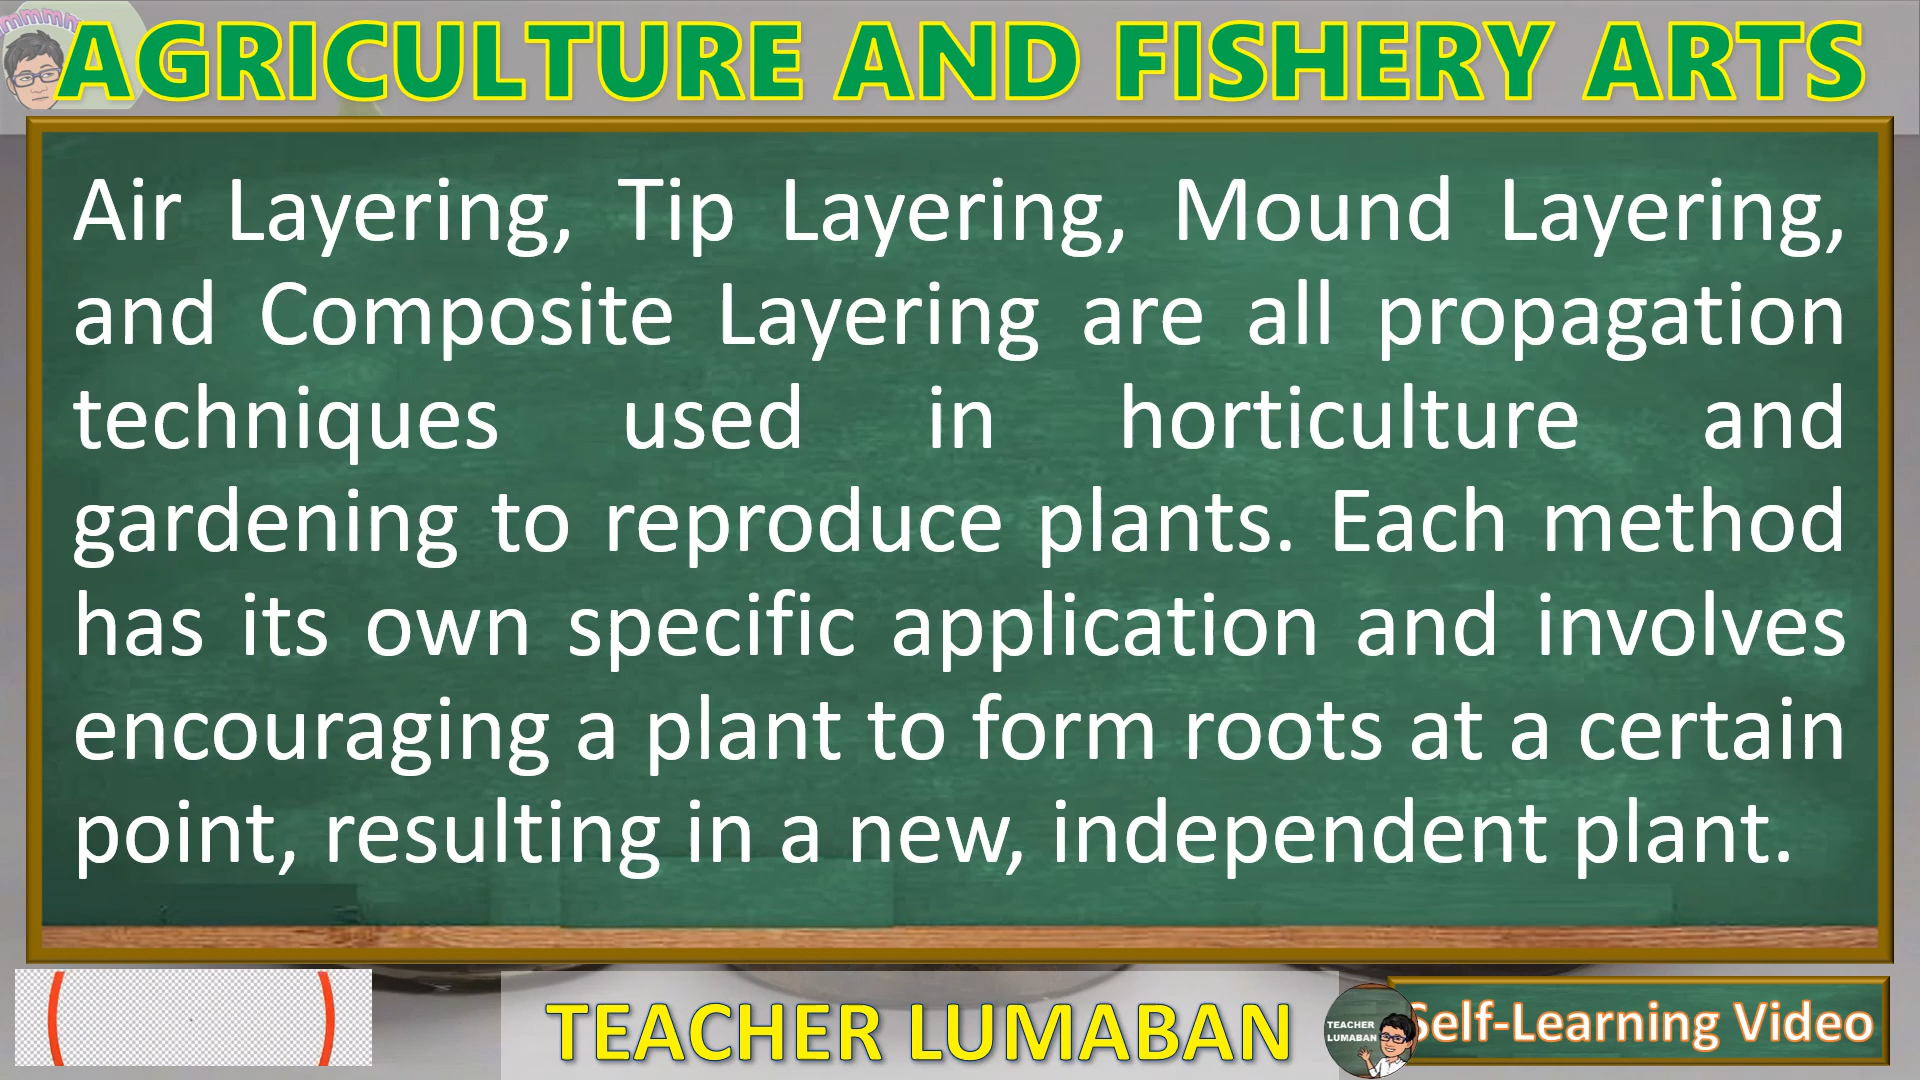 mmmm
AGRICULTURE AND FISHERY ARTS
Air Layering, Tip Layering, Mound Layering,
and Composite Layering are all propagation
techniques used in horticulture and
gardening to reproduce plants. Each method
has its own specific application and involves
encouraging a plant to form roots at a certain
point, resulting in a new, independent plant.
TEACHER LUMABAN
TEACHER
LUMABAN
Self-Learning Video